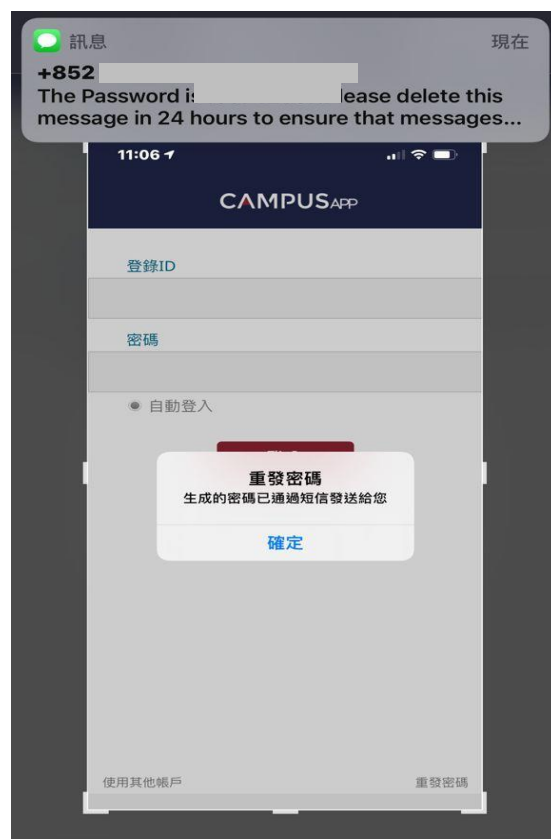 訊息 現在
+852
The Password is ease delete this
message in 24 hours to ensure that messages...
11:06
CAMPUSAPP
登錄ID
密碼
自動登入
重發密碼
生成的密碼已通過短信發送給您
確定
使用其他帳戶 重發密碼